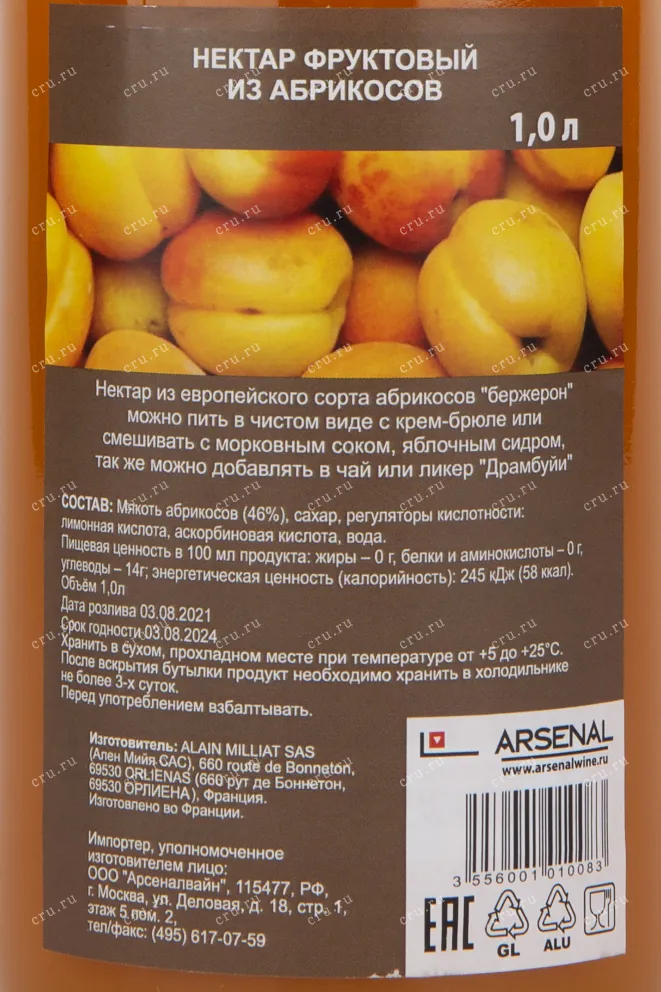 НЕКТАР ФРУКТОВЫЙ
ИЗ АБРИКОСОВ
1,0 л
Нектар из европейского сорта абрикосов "бержерон"
можно пить в чистом виде с крем-брюле или
смешивать с морковным соком, яблочным сидром,
так же можно добавлять в чай или ликер "Драмбуйи"
СОСТАВ: Мякоть абрикосов (46%), сахар, регуляторы кислотности:
лимонная кислота, аскорбиновая кислота, вода.
Пищевая ценность в 100 мл продукта: жиры – 0 г, белки и аминокислоты – 0 г,
углеводы – 14г; энергетическая ценность (калорийность): 245 кДж (58 ккал).
Объём 1,0л
Дата розлива 03.08.2021
Срок годности 03.08.2024
Хранить в сухом, прохладном месте при температуре от +5 до +25°С.
После вскрытия бутылки продукт необходимо хранить в холодильнике
не более 3-х суток.
Перед употреблением взбалтывать.
Изготовитель: ALAIN MILLIAT SAS
(Ален Мийя САС), 660 route de Bonneton,
69530 ORLIENAS (660 рут де Боннетон,
69530 ОРЛИЕНА), Франция.
Изготовлено во Франции.
Импортер, уполномоченное
изготовителем лицо:
ООО "Арсеналвайн", 115477, РФ,
г. Москва, ул. Деловая, д. 18, стр. 1,
этаж 5 пом. 2,
тел/факс: (495) 617-07-59
ARSENAL
www.arsenalwine.ru
3 556001 010083
EAC
GL
ALU
cru.ru